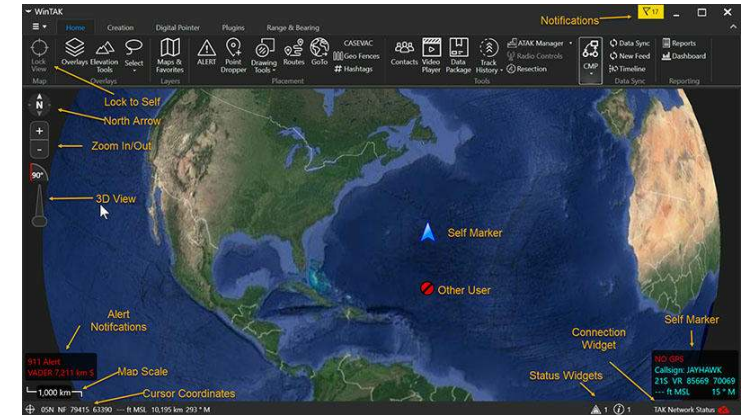 WinTAK
Notifications
17
Home Creation Digital Pointer Plugins Range & Bearing
Lock View
Overlays
Elevation Tools
Select
Maps & Favorites
ALERT
Point Dropper
Drawing Tools
Routes
GoTo
CASEVAC
Geo Fences
# Hashtags
Contacts
Video Player
Data Package
Track History
ATAK Manager
Radio Controls
Resection
CMP
Data Sync
New Feed
Timeline
Reports
Dashboard
Map Overlays Layers Placement Tools Data Sync Reporting
Lock to Self
N
North Arrow
+
Zoom In/Out
-
90°
3D View
Self Marker
Other User
Alert
Notifcations
Connection
Widget
Self Marker
911 Alert
VADER 7,211 km S
NO GPS
Callsign: JAYHAWK
21S VR 85669 70069
--- ft MSL 15 ° M
Map Scale
Status Widgets
1,000 km
Cursor Coordinates
05N NF 79415 63390 --- ft MSL 10,195 km 293 ° M
1
TAK Network Status